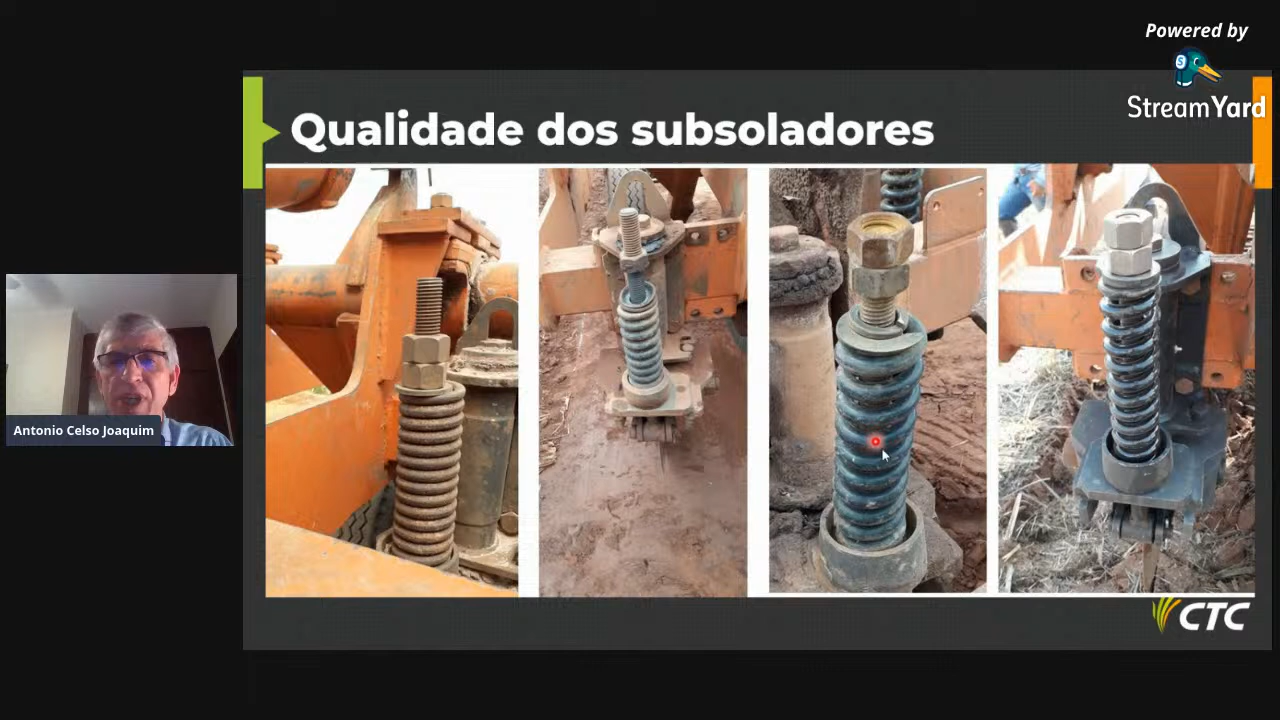 Powered by
StreamYard
Qualidade dos subsoladores
Antonio Celso Joaquim
CTC